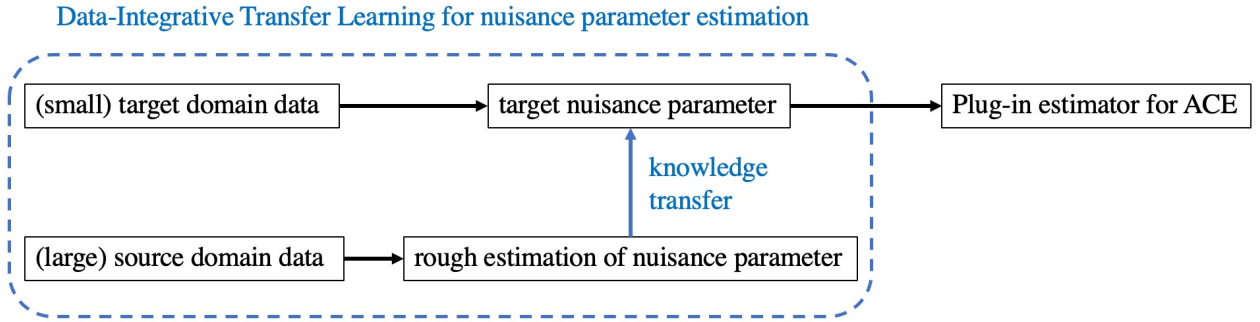 Data-Integrative Transfer Learning for nuisance parameter estimation
(small) target domain data
target nuisance parameter
Plug-in estimator for ACE
knowledge
transfer
(large) source domain data
rough estimation of nuisance parameter